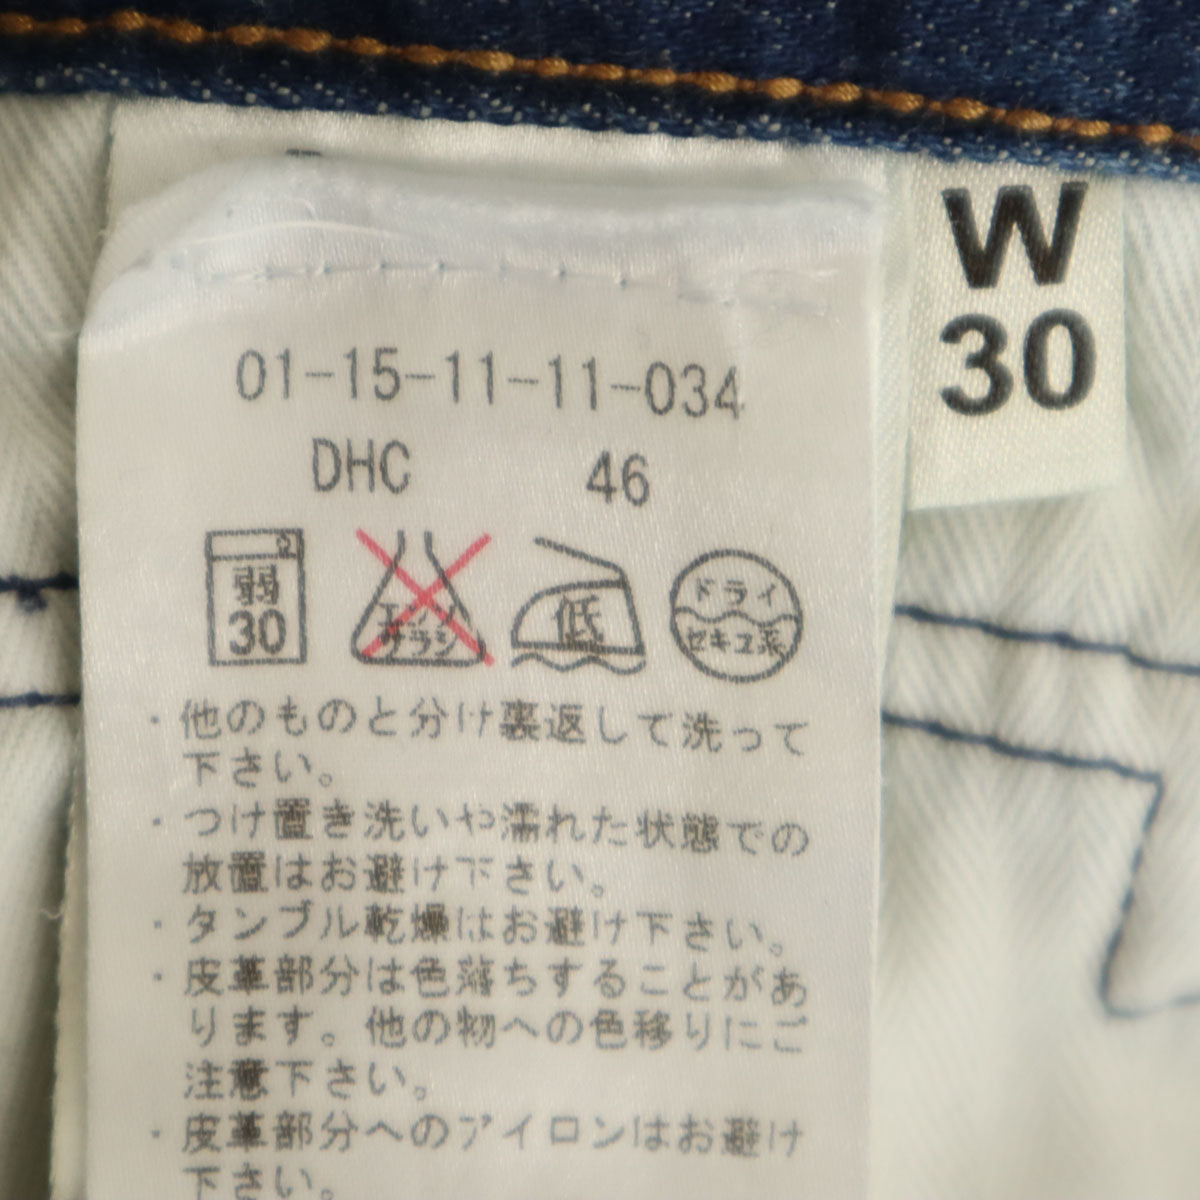 W
30
01-15-11-11-034
DHC 46
弱
30
エンソ
サラシ
低
ドライ
セキユ系
・他のものと分け裏返して洗って
下さい。
・つけ置き洗いや濡れた状態での
放置はお避け下さい。
・タンブル乾燥はお避け下さい。
・皮革部分は色落ちすることがあ
ります。他の物への色移りにご
注意下さい。
・皮革部分へのアイロンはお避け
下さい。